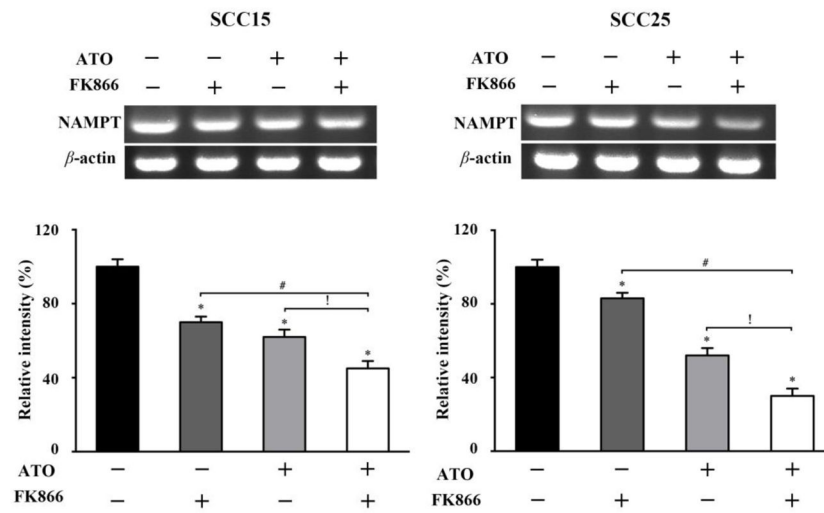 SCC15
ATO − − + +
FK866 − + − +
NAMPT
β-actin
Relative intensity (%)
120
80
40
0
#
!
* * *
ATO − − + +
FK866 − + − +
SCC25
ATO − − + +
FK866 − + − +
NAMPT
β-actin
Relative intensity (%)
120
80
40
0
#
!
* * *
ATO − − + +
FK866 − + − +